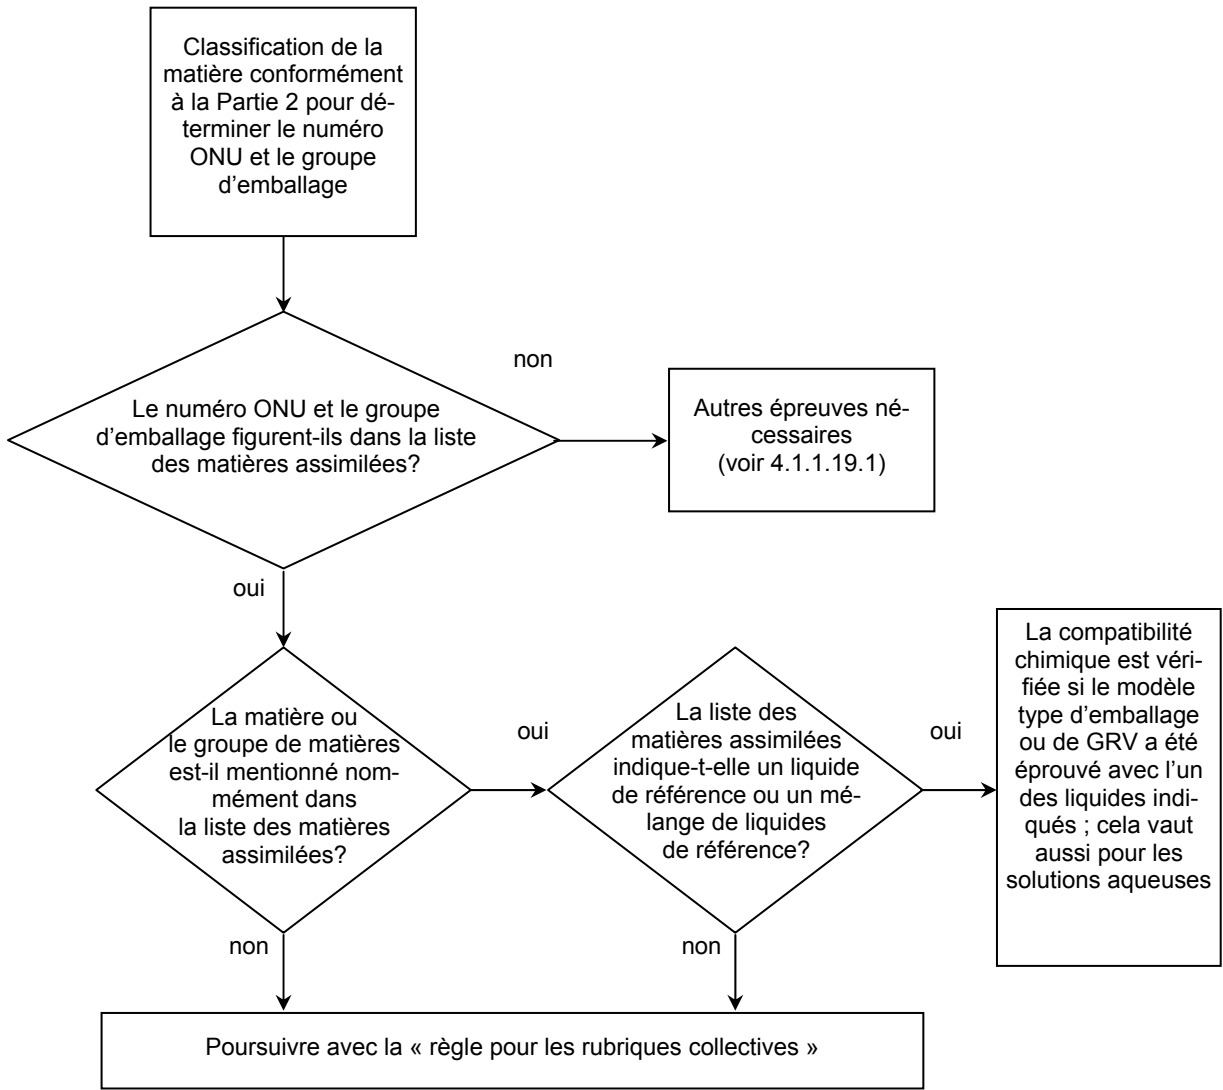 Classification de la
matière conformément
à la Partie 2 pour dé-
terminer le numéro
ONU et le groupe
d'emballage
non
Le numéro ONU et le groupe
d'emballage figurent-ils dans la liste
des matières assimilées?
Autres épreuves né-
cessaires
(voir 4.1.1.19.1)
oui
La matière ou
le groupe de matières
est-il mentionné nom-
mément dans
la liste des matières
assimilées?
oui
La liste des
matières assimilées
indique-t-elle un liquide
de référence ou un mé-
lange de liquides
de référence?
oui
La compatibilité
chimique est véri-
fiée si le modèle
type d'emballage
ou de GRV a été
éprouvé avec l'un
des liquides indi-
qués ; cela vaut
aussi pour les
solutions aqueuses
non
non
Poursuivre avec la « règle pour les rubriques collectives »